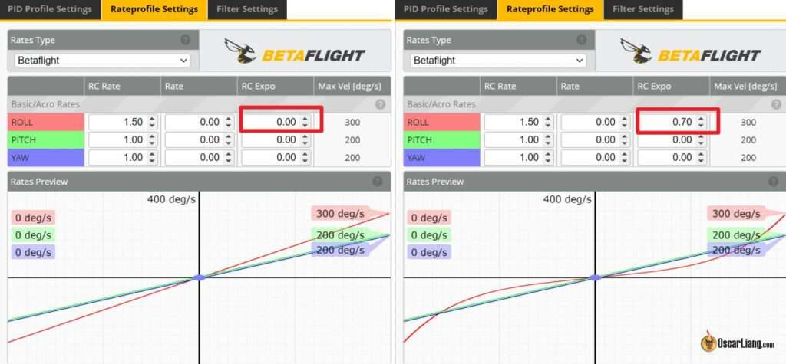 PID Profile Settings Rateprofile Settings Filter Settings
Rates Type
Betaflight
BETAFLIGHT
RC Rate Rate RC Expo Max Vel [deg/s]
Basic/Acro Rates
ROLL 1.50 0.00 0.00 300
PITCH 1.00 0.00 0.00 200
YAW 1.00 0.00 0.00 200
Rates Preview
400 deg/s
0 deg/s 300 deg/s
0 deg/s 200 deg/s
0 deg/s 200 deg/s
PID Profile Settings Rateprofile Settings Filter Settings
Rates Type
Betaflight
BETAFLIGHT
RC Rate Rate RC Expo Max Vel [deg/s]
Basic/Acro Rates
ROLL 1.50 0.00 0.70 300
PITCH 1.00 0.00 0.00 200
YAW 1.00 0.00 0.00 200
Rates Preview
400 deg/s
0 deg/s 300 deg/s
0 deg/s 200 deg/s
0 deg/s 200 deg/s
OscarLiang.com